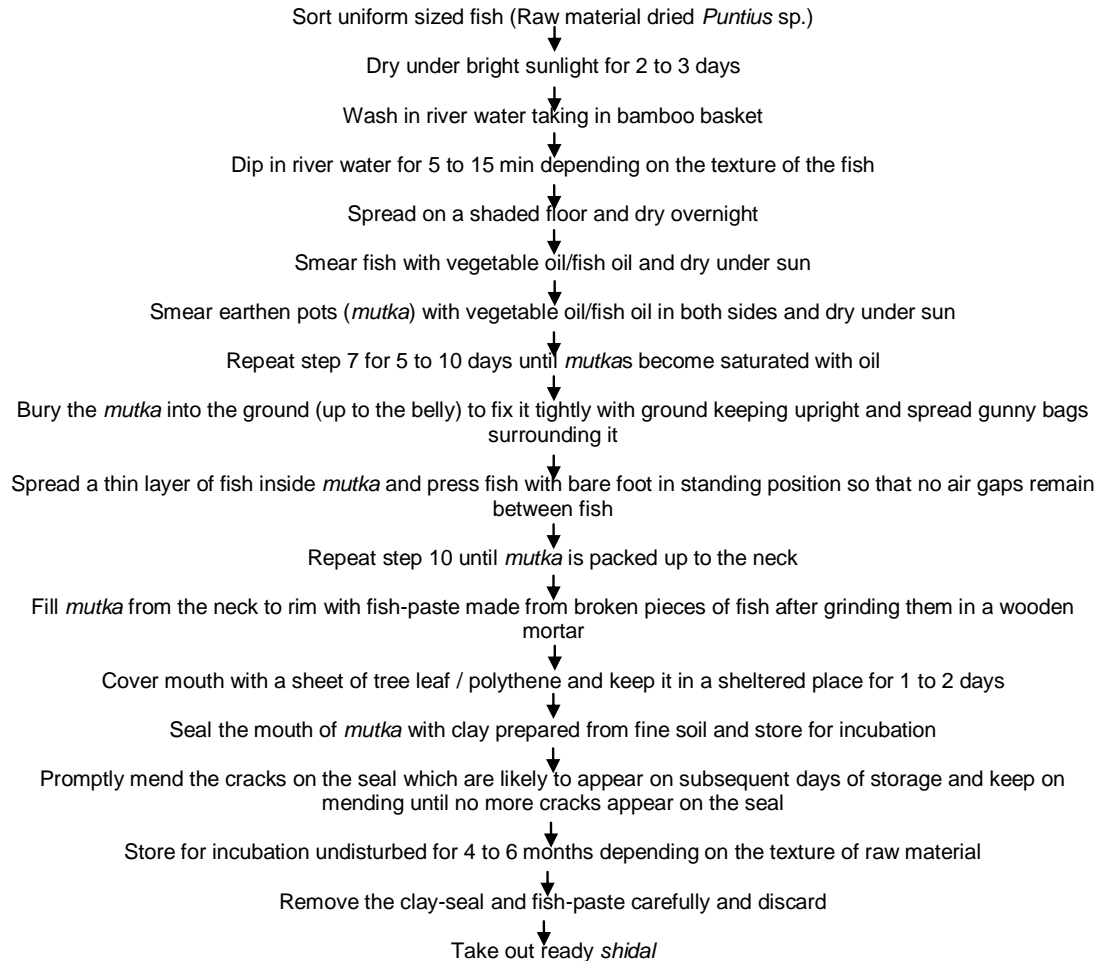 Sort uniform sized fish (Raw material dried Puntius sp.)
Dry under bright sunlight for 2 to 3 days
Wash in river water taking in bamboo basket
Dip in river water for 5 to 15 min depending on the texture of the fish
Spread on a shaded floor and dry overnight
Smear fish with vegetable oil/fish oil and dry under sun
Smear earthen pots (mutka) with vegetable oil/fish oil in both sides and dry under sun
Repeat step 7 for 5 to 10 days until mutkas become saturated with oil
Bury the mutka into the ground (up to the belly) to fix it tightly with ground keeping upright and spread gunny bags
surrounding it
Spread a thin layer of fish inside mutka and press fish with bare foot in standing position so that no air gaps remain
between fish
Repeat step 10 until mutka is packed up to the neck
Fill mutka from the neck to rim with fish-paste made from broken pieces of fish after grinding them in a wooden
mortar
Cover mouth with a sheet of tree leaf / polythene and keep it in a sheltered place for 1 to 2 days
Seal the mouth of mutka with clay prepared from fine soil and store for incubation
Promptly mend the cracks on the seal which are likely to appear on subsequent days of storage and keep on
mending until no more cracks appear on the seal
Store for incubation undisturbed for 4 to 6 months depending on the texture of raw material
Remove the clay-seal and fish-paste carefully and discard
Take out ready shidal